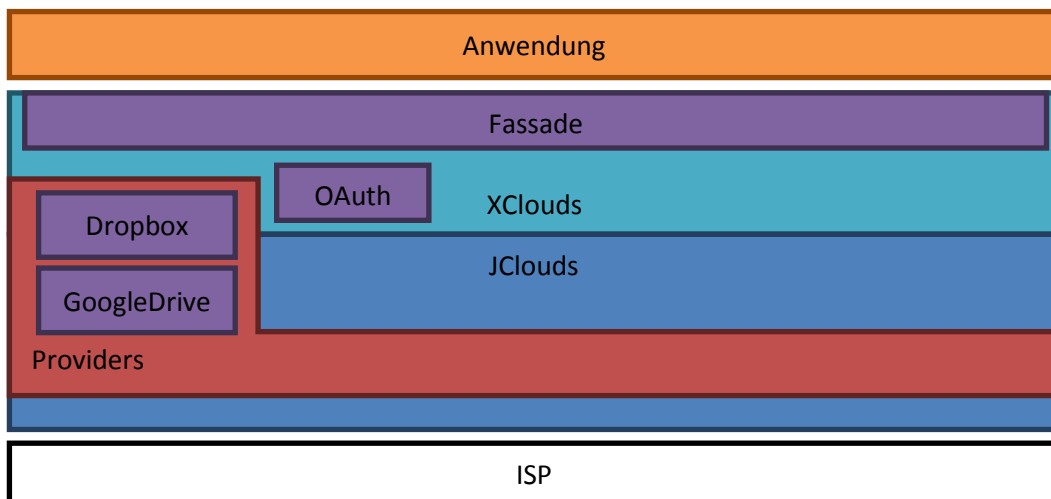 Anwendung
Fassade
OAuth
XClouds
Dropbox
JClouds
GoogleDrive
Providers
ISP